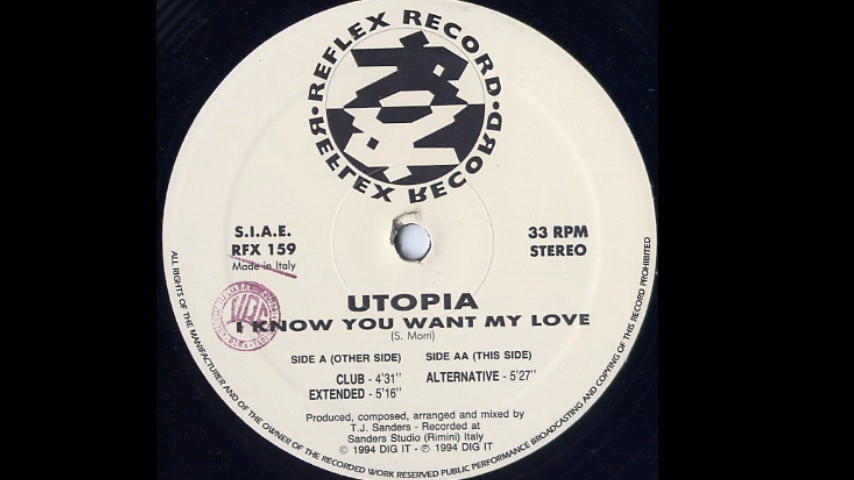 REFLEX RECORD
REFLEX RECORD
S.I.A.E.
RFX 159
Made in Italy
33 RPM
STEREO
UTOPIA
I KNOW YOU WANT MY LOVE
(S. Morri)
SIDE A (OTHER SIDE)
CLUB - 4'31"
EXTENDED - 5'16"
SIDE AA (THIS SIDE)
ALTERNATIVE - 5'27"
Produced, composed, arranged and mixed by
T.J. Sanders - Recorded at
Sanders Studio (Rimini) Italy
© 1994 DIG IT - ℗ 1994 DIG IT
ALL RIGHTS OF THE MANUFACTURER AND OF THE OWNER OF THE RECORDED WORK RESERVED PUBLIC PERFORMANCE BROADCASTING AND COPYING OF THIS RECORD PROHIBITED